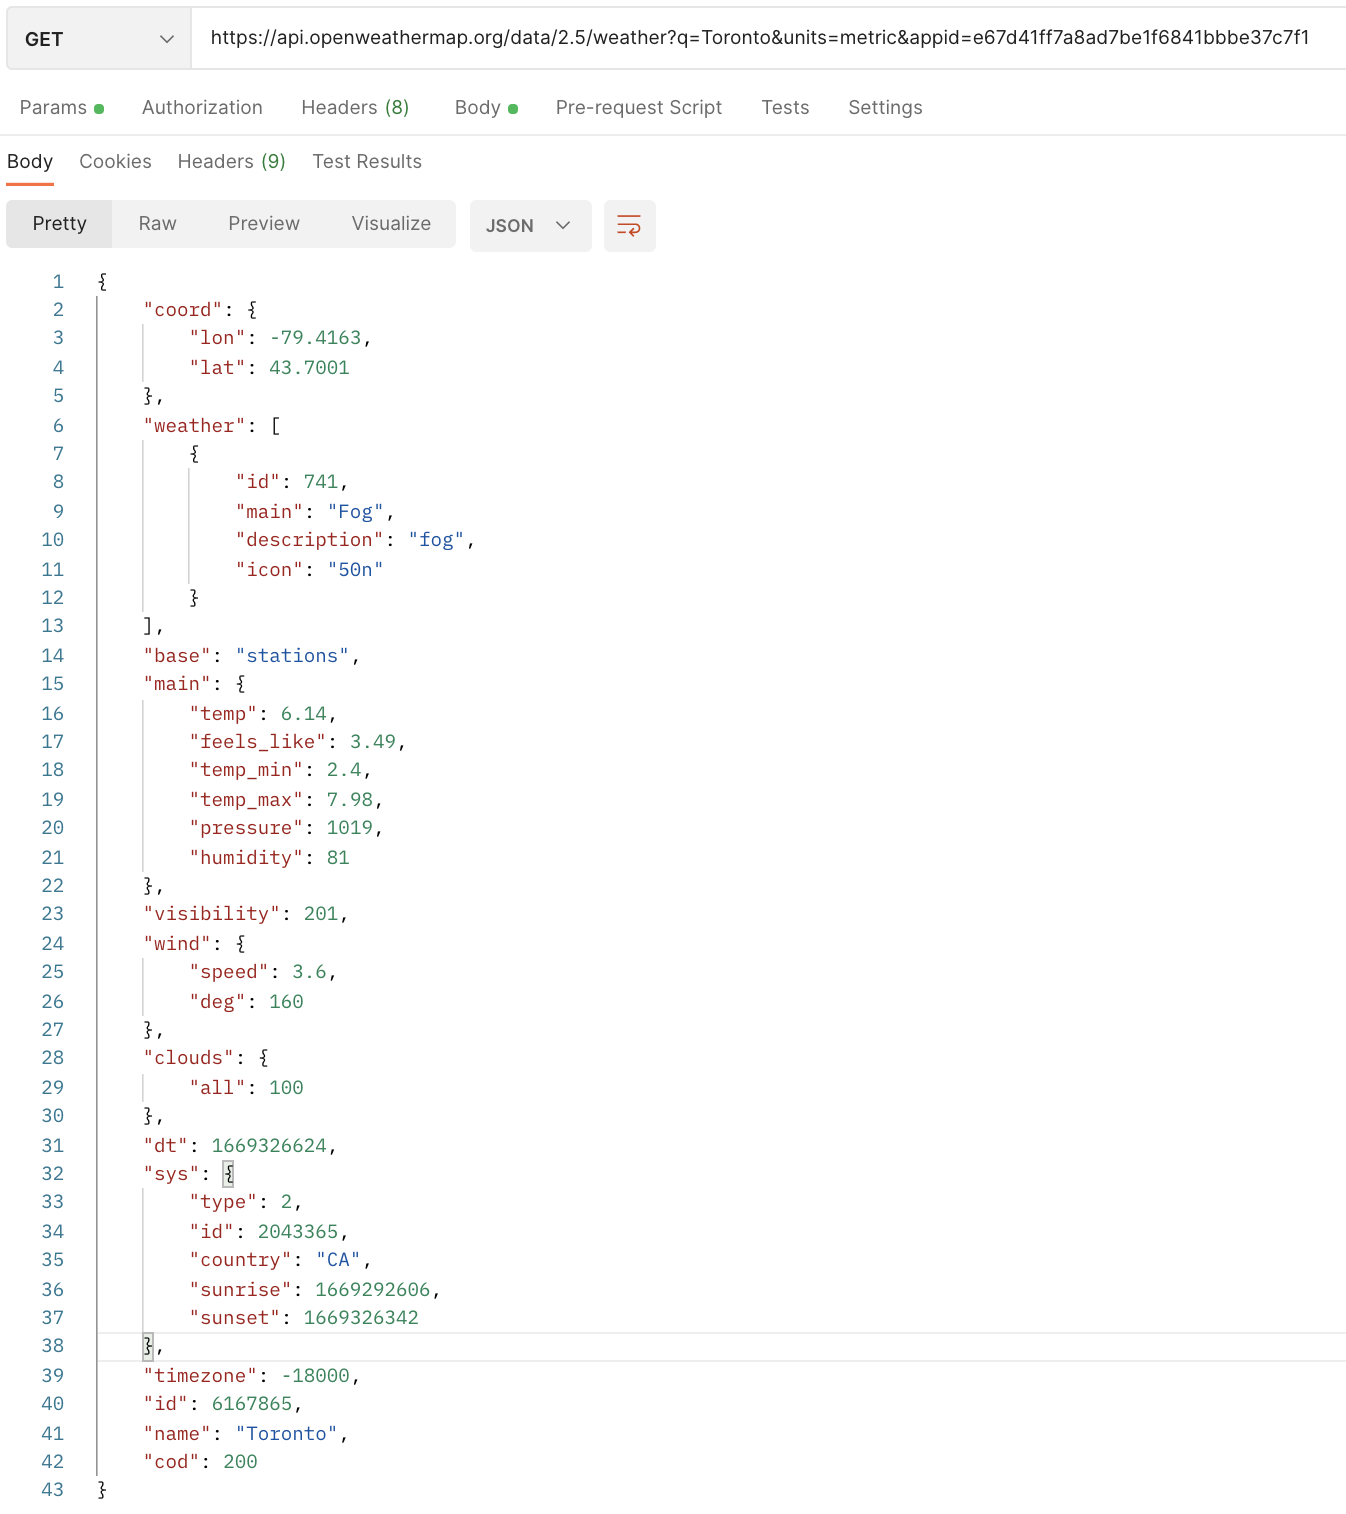 GET https://api.openweathermap.org/data/2.5/weather?q=Toronto&units=metric&appid=e67d41ff7a8ad7be1f6841bbbe37c7f1
Params Authorization Headers (8) Body Pre-request Script Tests Settings
Body Cookies Headers (9) Test Results
Pretty Raw Preview Visualize JSON
1 {
2 "coord": {
3 "lon": -79.4163,
4 "lat": 43.7001
5 },
6 "weather": [
7 {
8 "id": 741,
9 "main": "Fog",
10 "description": "fog",
11 "icon": "50n"
12 }
13 ],
14 "base": "stations",
15 "main": {
16 "temp": 6.14,
17 "feels_like": 3.49,
18 "temp_min": 2.4,
19 "temp_max": 7.98,
20 "pressure": 1019,
21 "humidity": 81
22 },
23 "visibility": 201,
24 "wind": {
25 "speed": 3.6,
26 "deg": 160
27 },
28 "clouds": {
29 "all": 100
30 },
31 "dt": 1669326624,
32 "sys": {
33 "type": 2,
34 "id": 2043365,
35 "country": "CA",
36 "sunrise": 1669292606,
37 "sunset": 1669326342
38 },
39 "timezone": -18000,
40 "id": 6167865,
41 "name": "Toronto",
42 "cod": 200
43 }